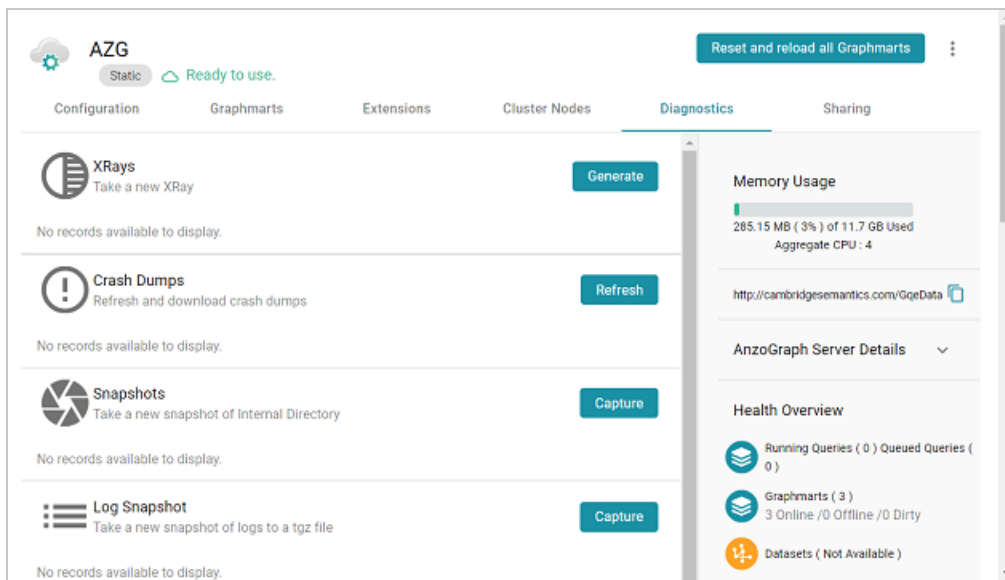 AZG
Reset and reload all Graphmarts
Static
Ready to use.
Configuration
Graphmarts
Extensions
Cluster Nodes
Diagnostics
Sharing
XRays
Take a new XRay
Generate
No records available to display.
Crash Dumps
Refresh and download crash dumps
Refresh
No records available to display.
Snapshots
Take a new snapshot of Internal Directory
Capture
No records available to display.
Log Snapshot
Take a new snapshot of logs to a tgz file
Capture
No records available to display.
Memory Usage
285.15 MB ( 3% ) of 11.7 GB Used
Aggregate CPU : 4
http://cambridgesemantics.com/GqeData
AnzoGraph Server Details
Health Overview
Running Queries ( 0 ) Queued Queries (
0 )
Graphmarts ( 3 )
3 Online /0 Offline /0 Dirty
Datasets ( Not Available )